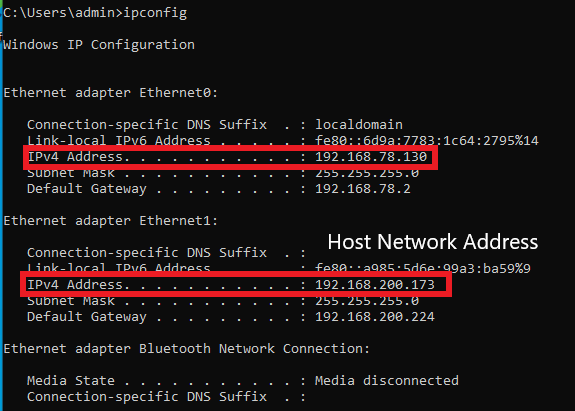 C:\Users\admin>ipconfig
Windows IP Configuration
Ethernet adapter Ethernet0:
Connection-specific DNS Suffix . : localdomain
Link-local IPv6 Address . . . . . : fe80::6d9a:7783:1c64:2795%14
IPv4 Address. . . . . . . . . . . : 192.168.78.130
Subnet Mask . . . . . . . . . . . : 255.255.255.0
Default Gateway . . . . . . . . . : 192.168.78.2
Ethernet adapter Ethernet1:
Host Network Address
Connection-specific DNS Suffix . :
Link-local IPv6 Address . . . . . : fe80::a985:5d6e:99a3:ba59%9
IPv4 Address. . . . . . . . . . . : 192.168.200.173
Subnet Mask . . . . . . . . . . . : 255.255.255.0
Default Gateway . . . . . . . . . : 192.168.200.224
Ethernet adapter Bluetooth Network Connection:
Media State . . . . . . . . . . . : Media disconnected
Connection-specific DNS Suffix . :